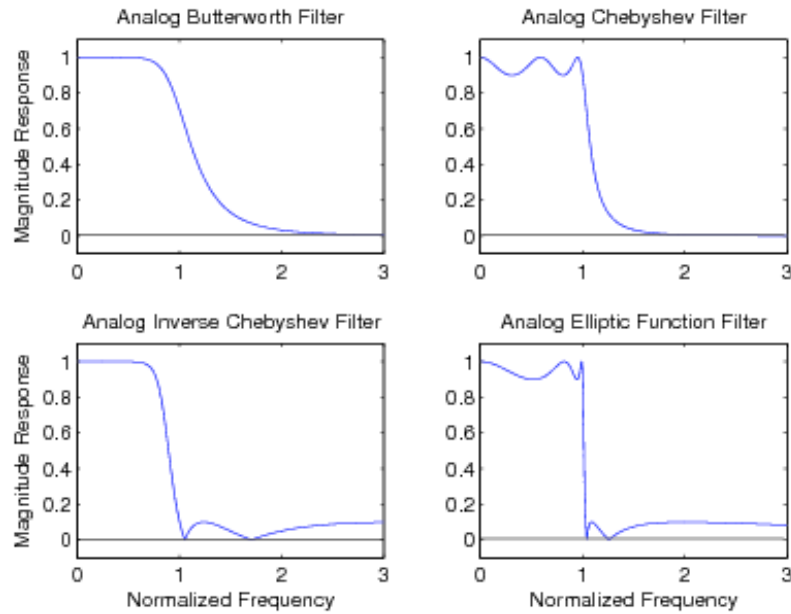 Analog Butterworth Filter
Analog Chebyshev Filter
Magnitude Response
1
0.8
0.6
0.4
0.2
0
0 1 2 3
1
0.8
0.6
0.4
0.2
0
0 1 2 3
Analog Inverse Chebyshev Filter
Analog Elliptic Function Filter
Magnitude Response
1
0.8
0.6
0.4
0.2
0
0 1 2 3
Normalized Frequency
1
0.8
0.6
0.4
0.2
0
0 1 2 3
Normalized Frequency